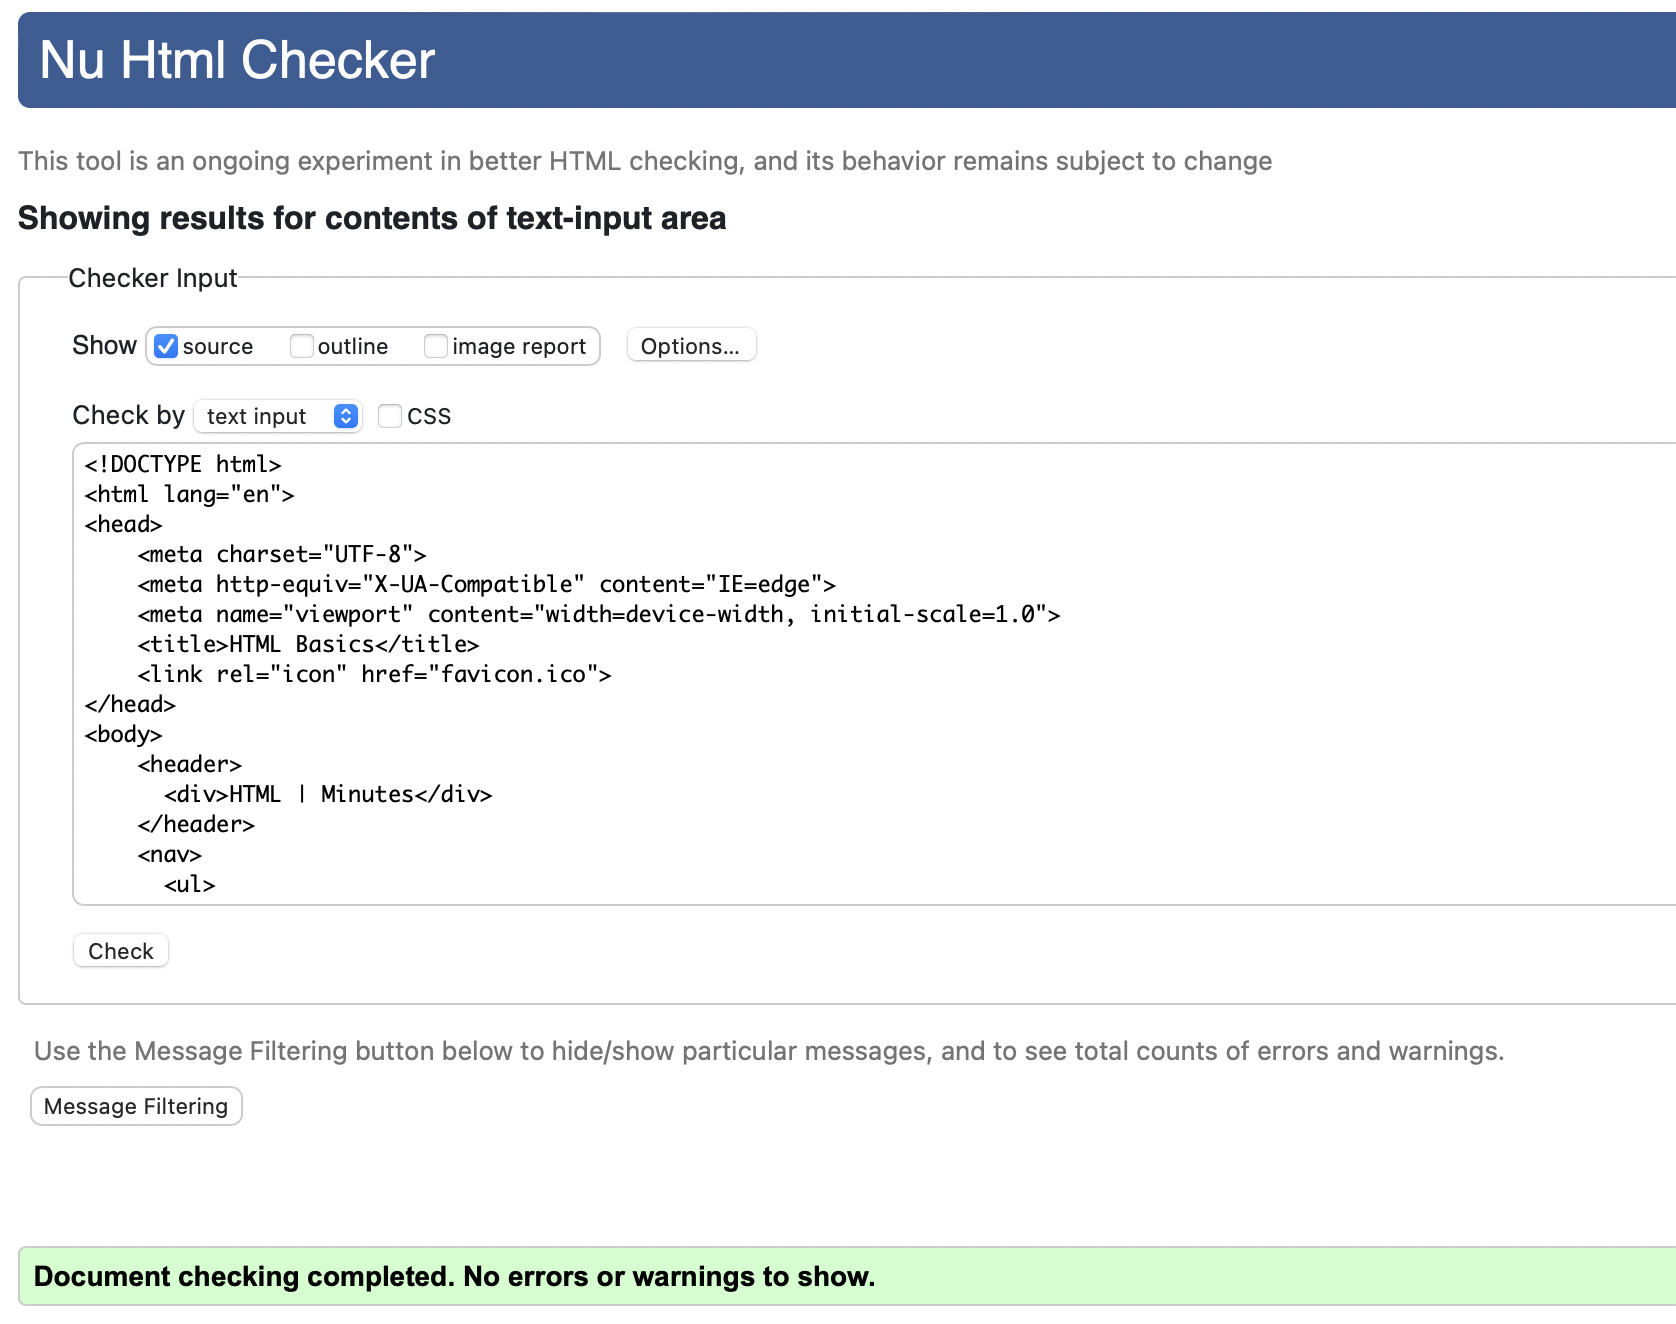 Nu Html Checker
This tool is an ongoing experiment in better HTML checking, and its behavior remains subject to change
Showing results for contents of text-input area
Checker Input
Show source outline image report Options...
Check by text input CSS
<!DOCTYPE html>
<html lang="en">
<head>
    <meta charset="UTF-8">
    <meta http-equiv="X-UA-Compatible" content="IE=edge">
    <meta name="viewport" content="width=device-width, initial-scale=1.0">
    <title>HTML Basics</title>
    <link rel="icon" href="favicon.ico">
</head>
<body>
    <header>
      <div>HTML | Minutes</div>
    </header>
    <nav>
      <ul>
Check
Use the Message Filtering button below to hide/show particular messages, and to see total counts of errors and warnings.
Message Filtering
Document checking completed. No errors or warnings to show.